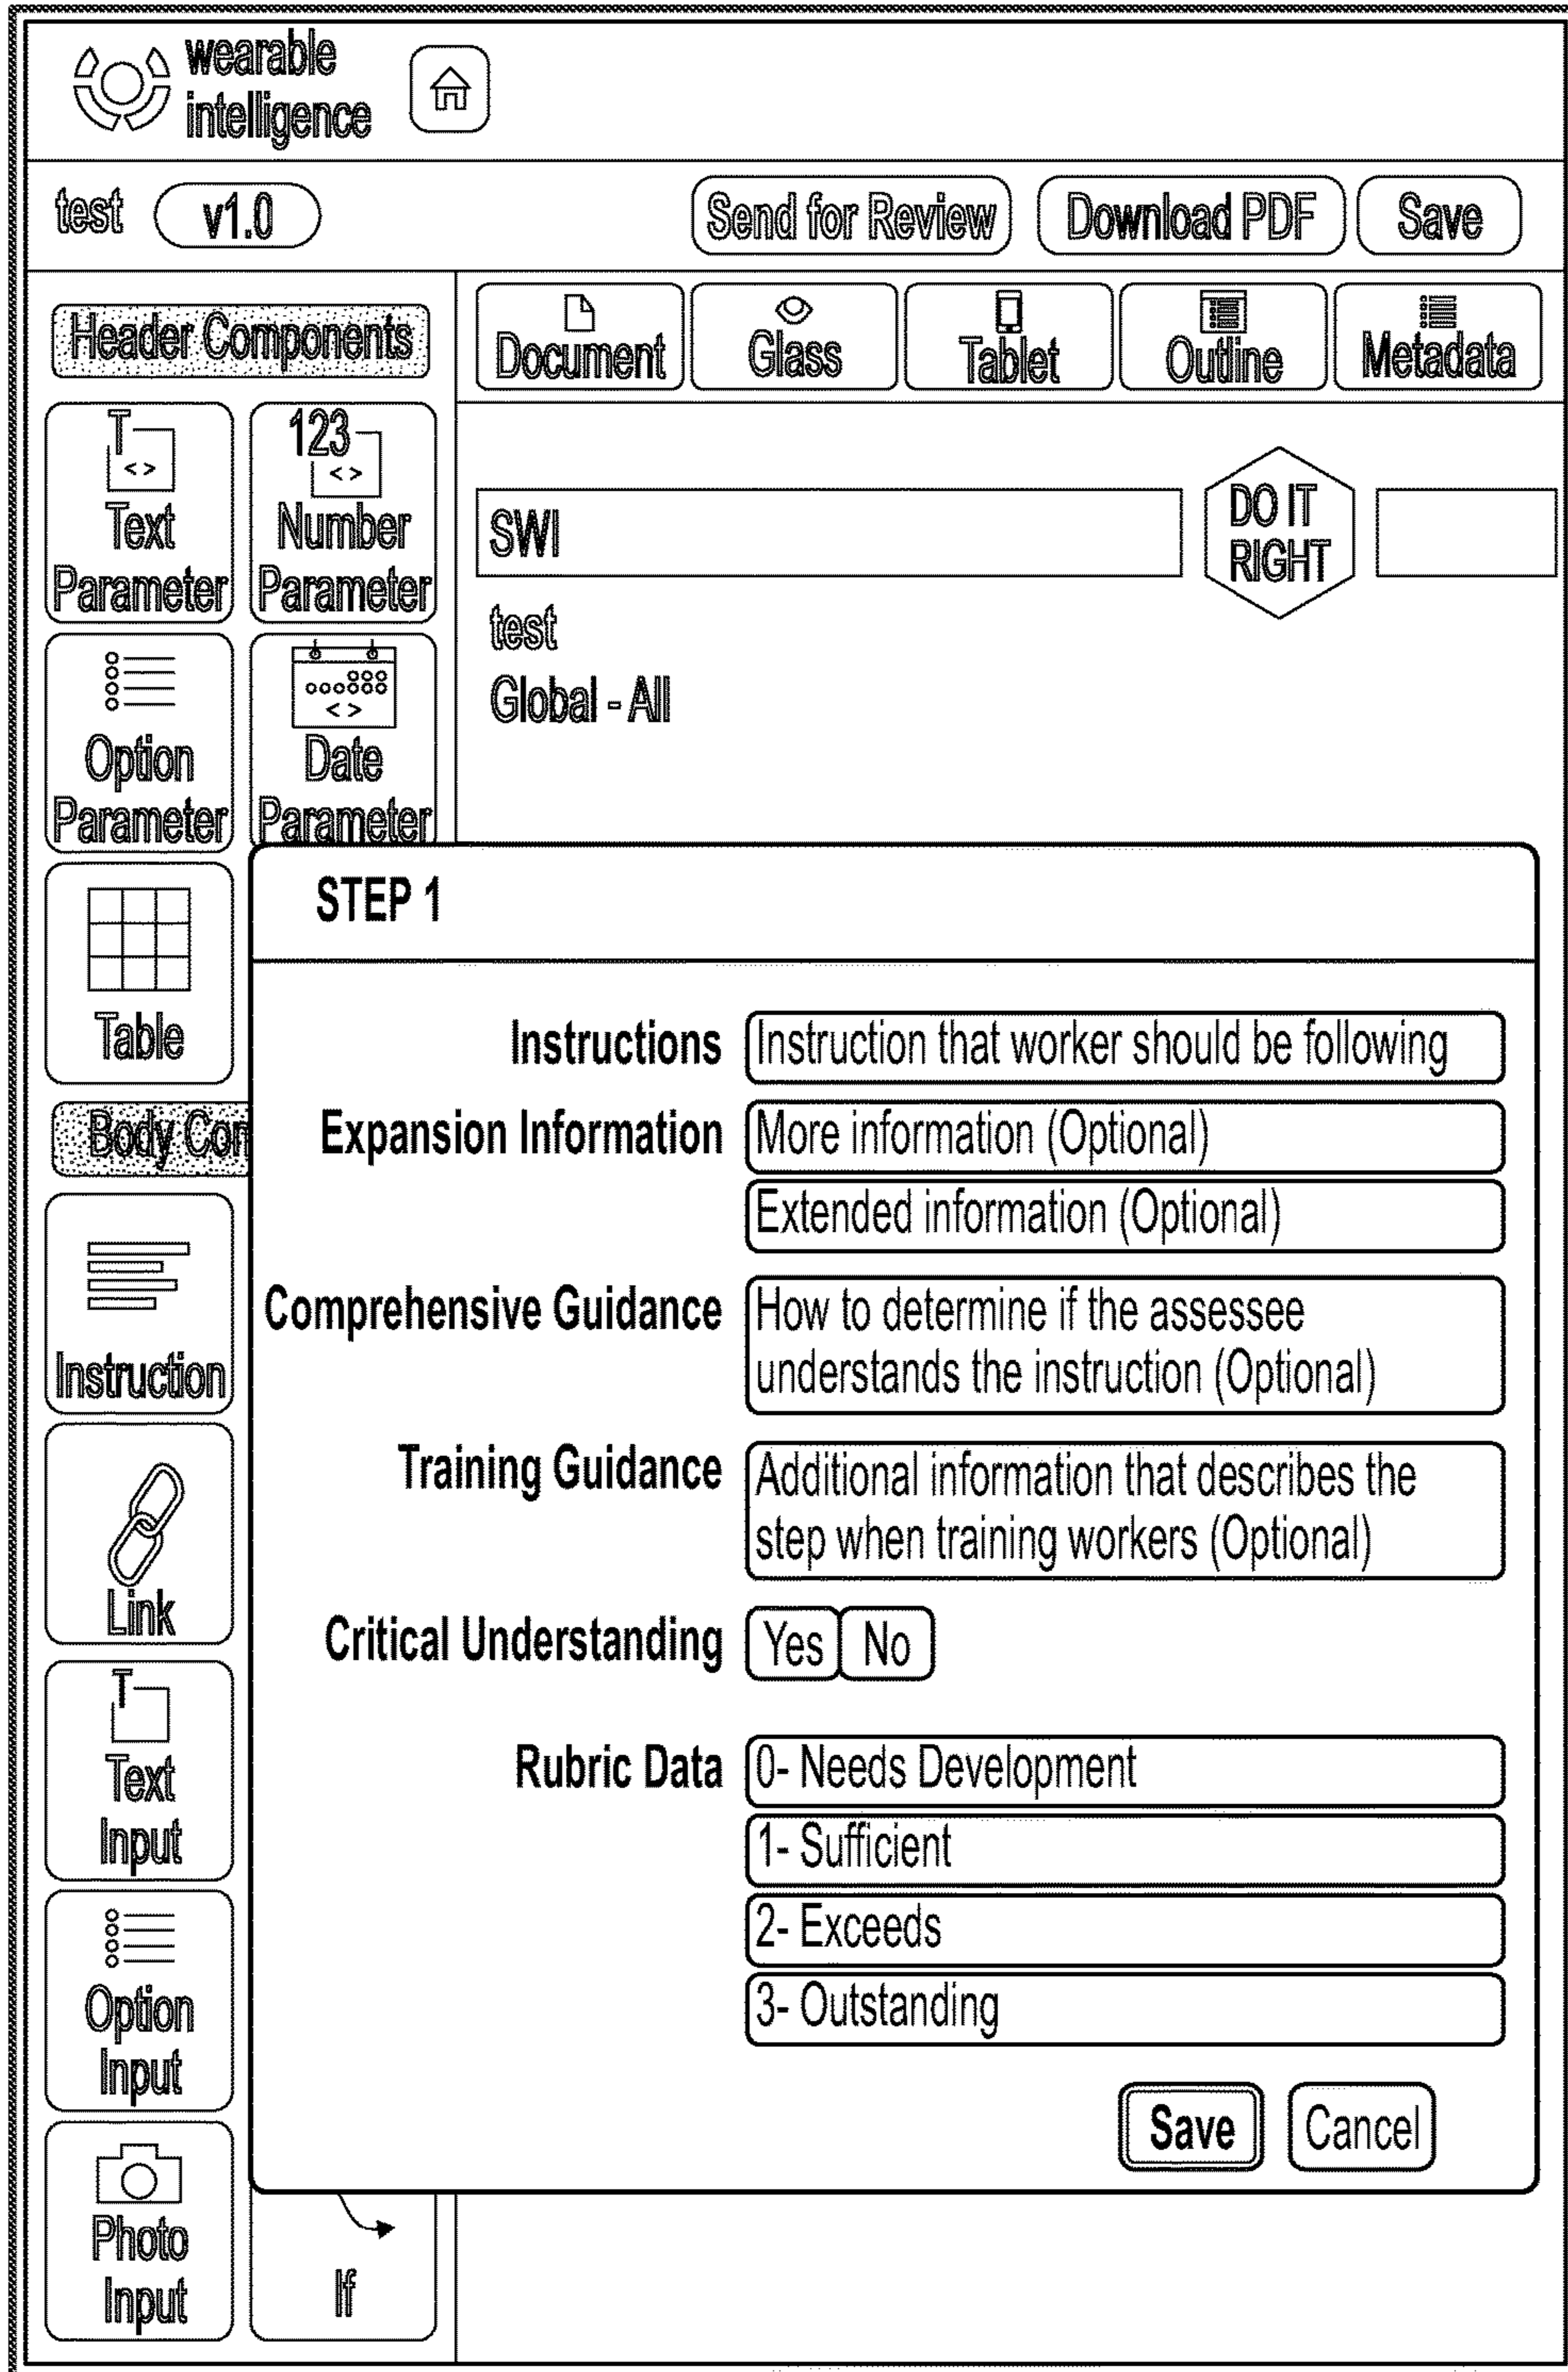 wearable
intelligence
test v1.0 Send for Review Download PDF Save
Header Components
Document Glass Tablet Outline Metadata
T
<>
Text
Parameter
123
<>
Number
Parameter
SWI
DO IT
RIGHT
test
Global - All
Option
Parameter
<>
Date
Parameter
Table
Body Con
Instruction
Link
T
Text
Input
Option
Input
Photo
Input
If
STEP 1
Instructions Instruction that worker should be following
Expansion Information More information (Optional)
Extended information (Optional)
Comprehensive Guidance How to determine if the assessee
understands the instruction (Optional)
Training Guidance Additional information that describes the
step when training workers (Optional)
Critical Understanding Yes No
Rubric Data 0- Needs Development
1- Sufficient
2- Exceeds
3- Outstanding
Save Cancel